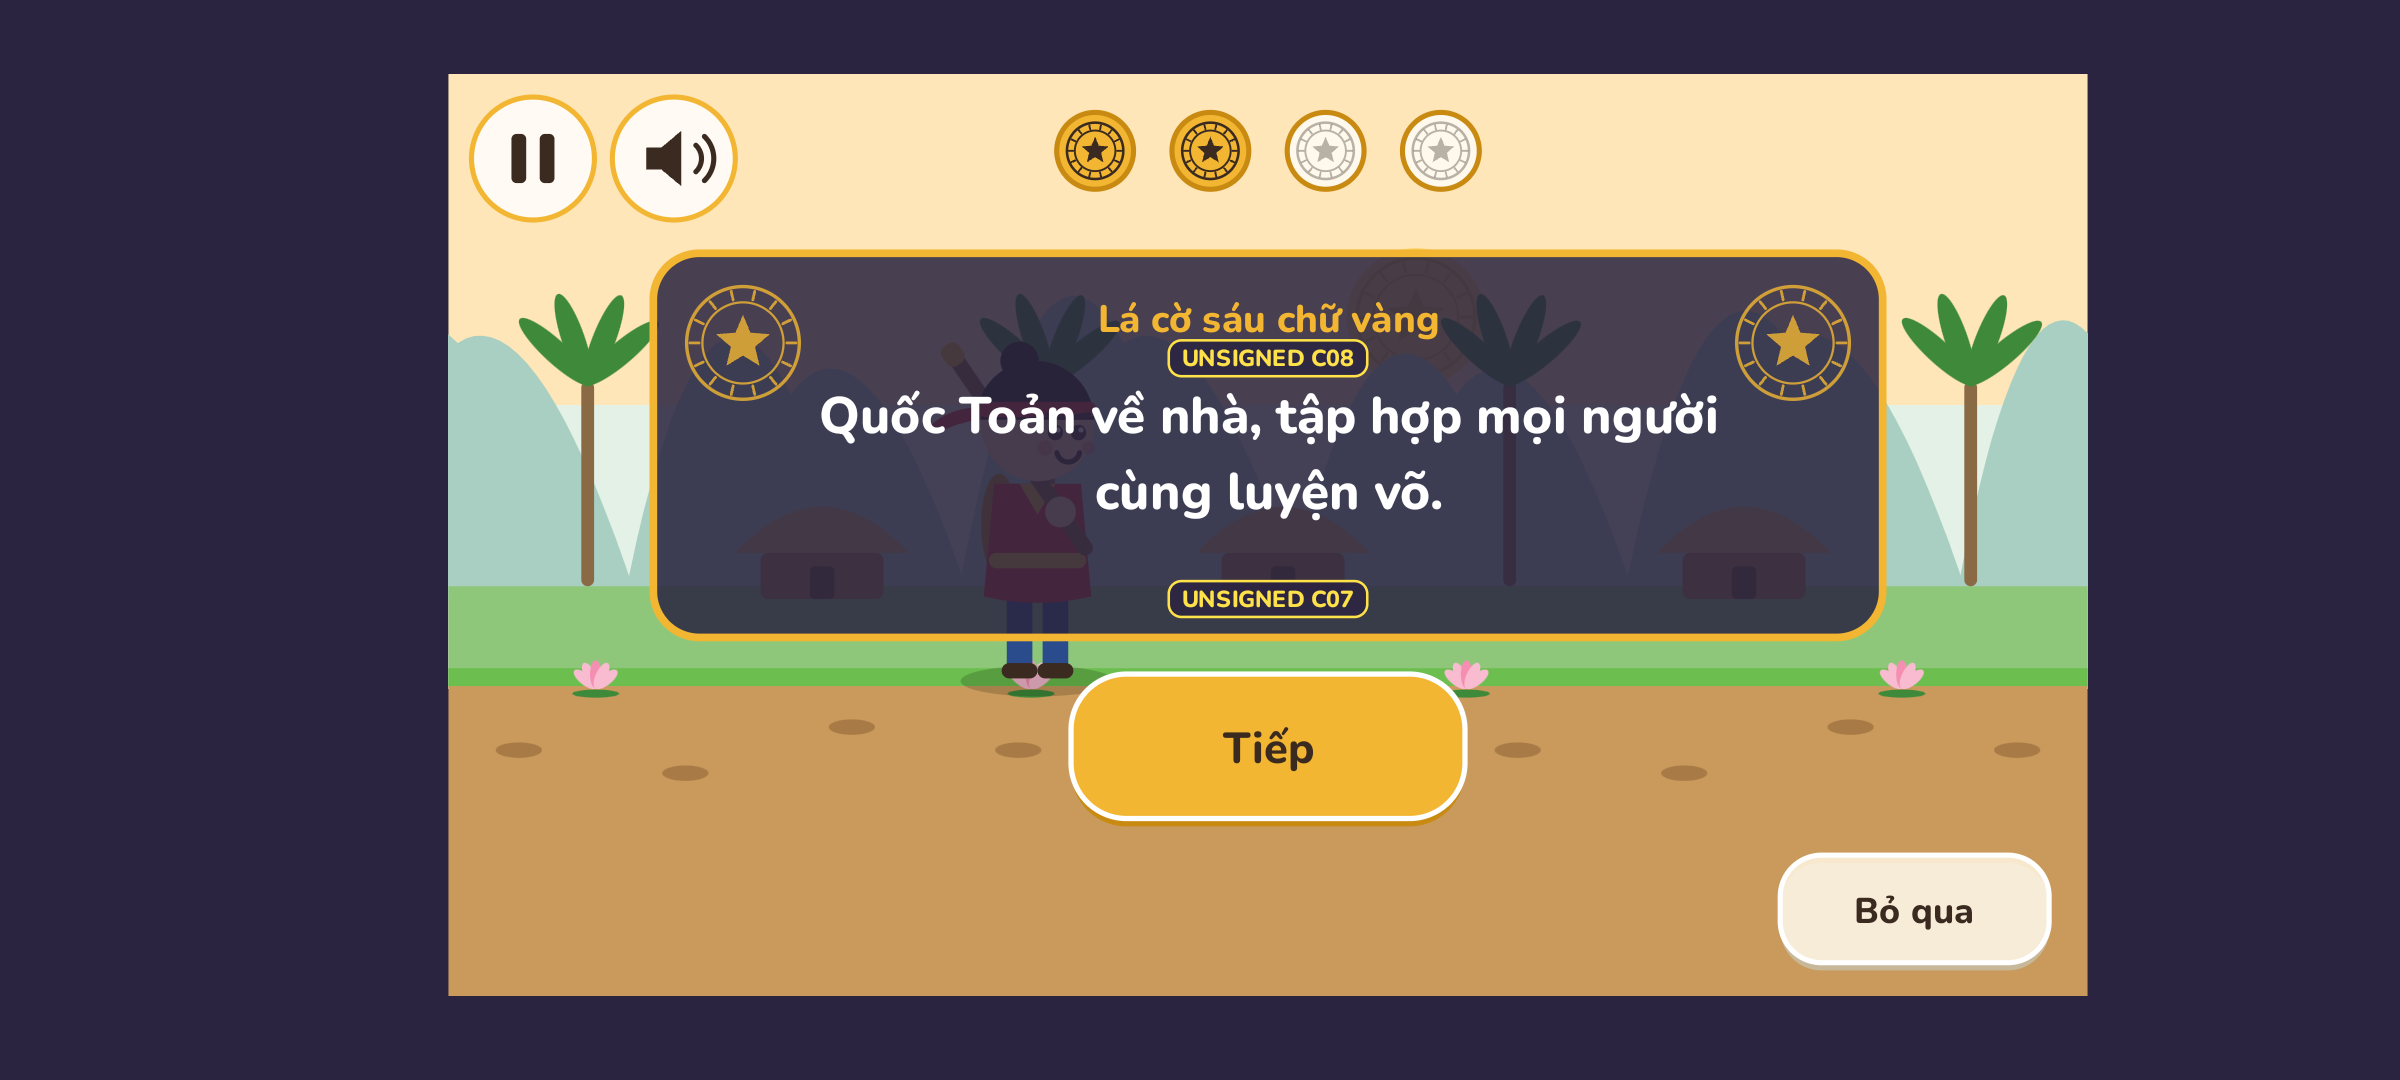 Lá cờ sáu chữ vàng
UNSIGNED C08
Quốc Toản về nhà, tập hợp mọi người
cùng luyện võ.
UNSIGNED C07
Tiếp
Bỏ qua